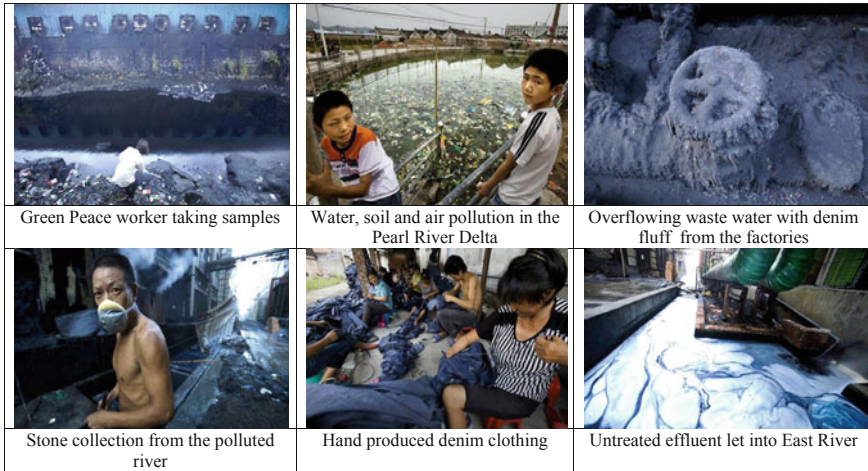 Green Peace worker taking samples
Water, soil and air pollution in the
Pearl River Delta
Overflowing waste water with denim
fluff from the factories
Stone collection from the polluted
river
Hand produced denim clothing
Untreated effluent let into East River